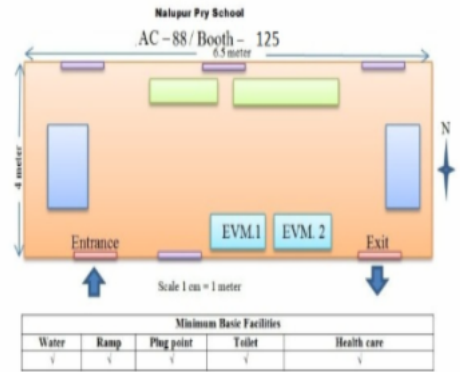 Nalupur Pry School
AC – 88 / Booth – 125
6.5 meter
4 meter
N
EVM.1 EVM. 2
Entrance Exit
Scale 1 cm = 1 meter
Minimum Basic Facilities
Water Ramp Plug point Toilet Health care
√ √ √ √ √